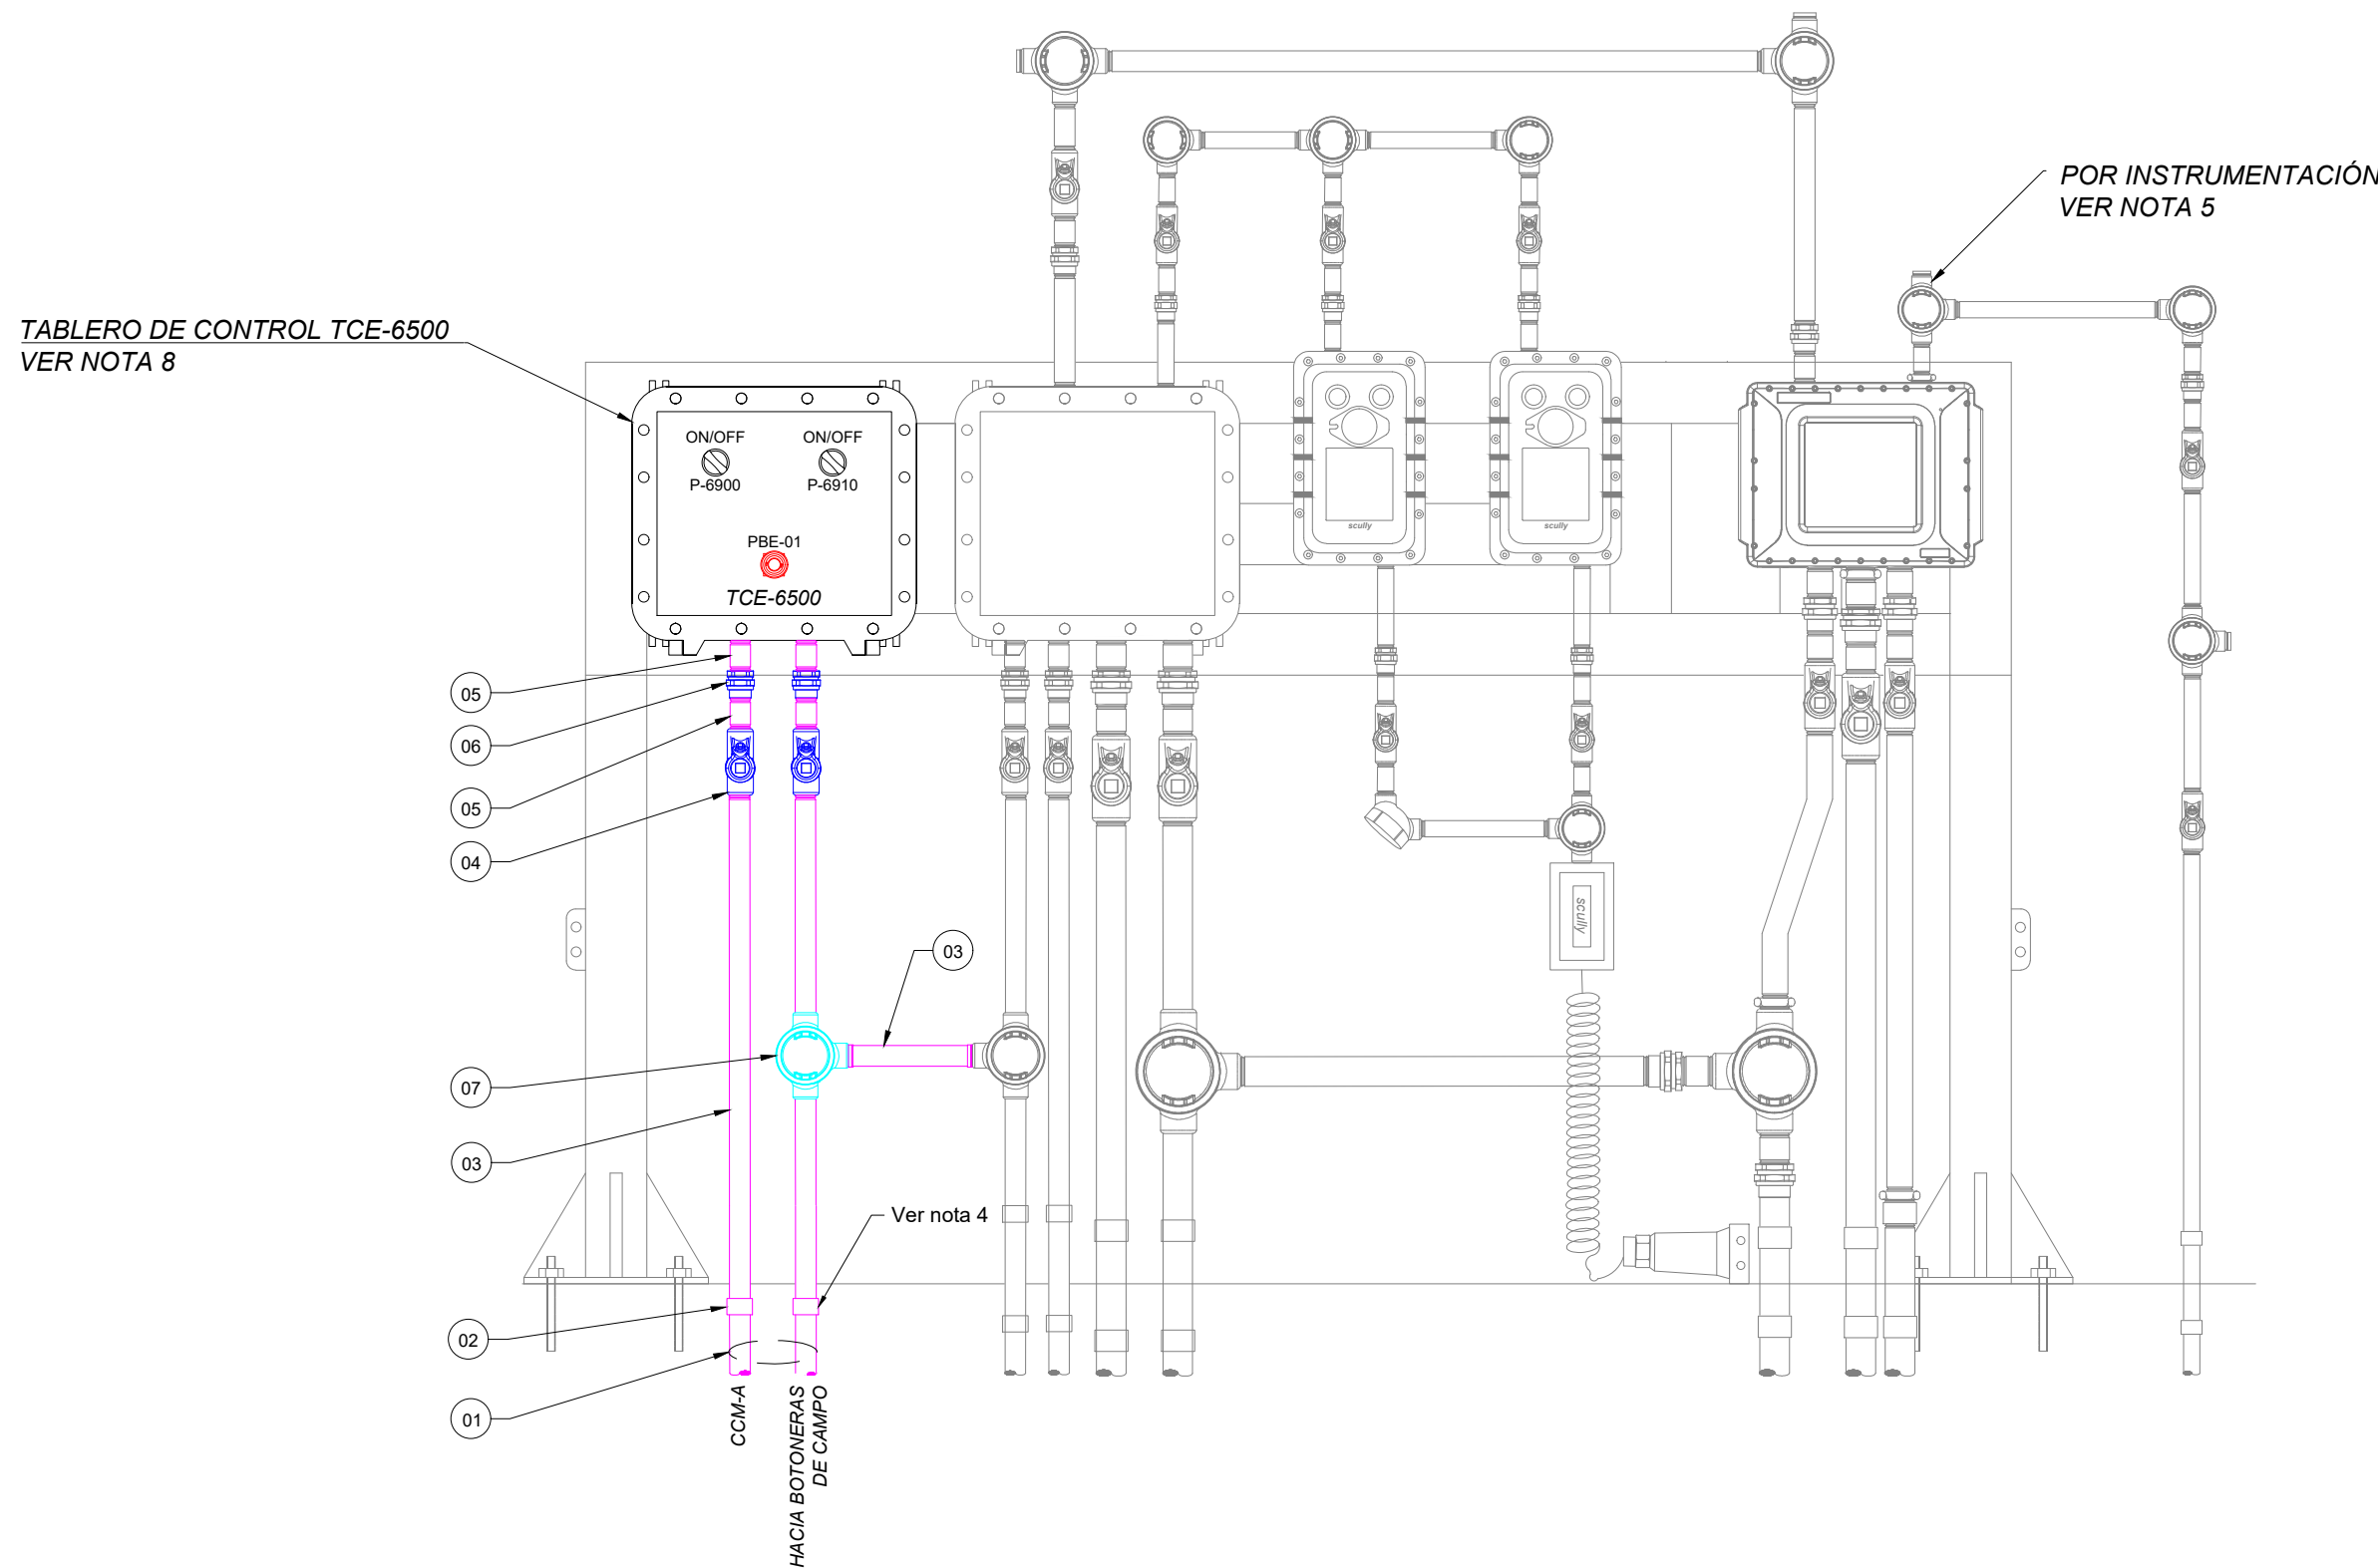 POR INSTRUMENTACIÓN
VER NOTA 5
TABLERO DE CONTROL TCE-6500
VER NOTA 8
ON/OFF
P-6900
ON/OFF
P-6910
PBE-01
TCE-6500
scully
scully
05
06
05
04
scully
03
07
03
Ver nota 4
02
01
CCM-A
HACIA BOTONERAS
DE CAMPO